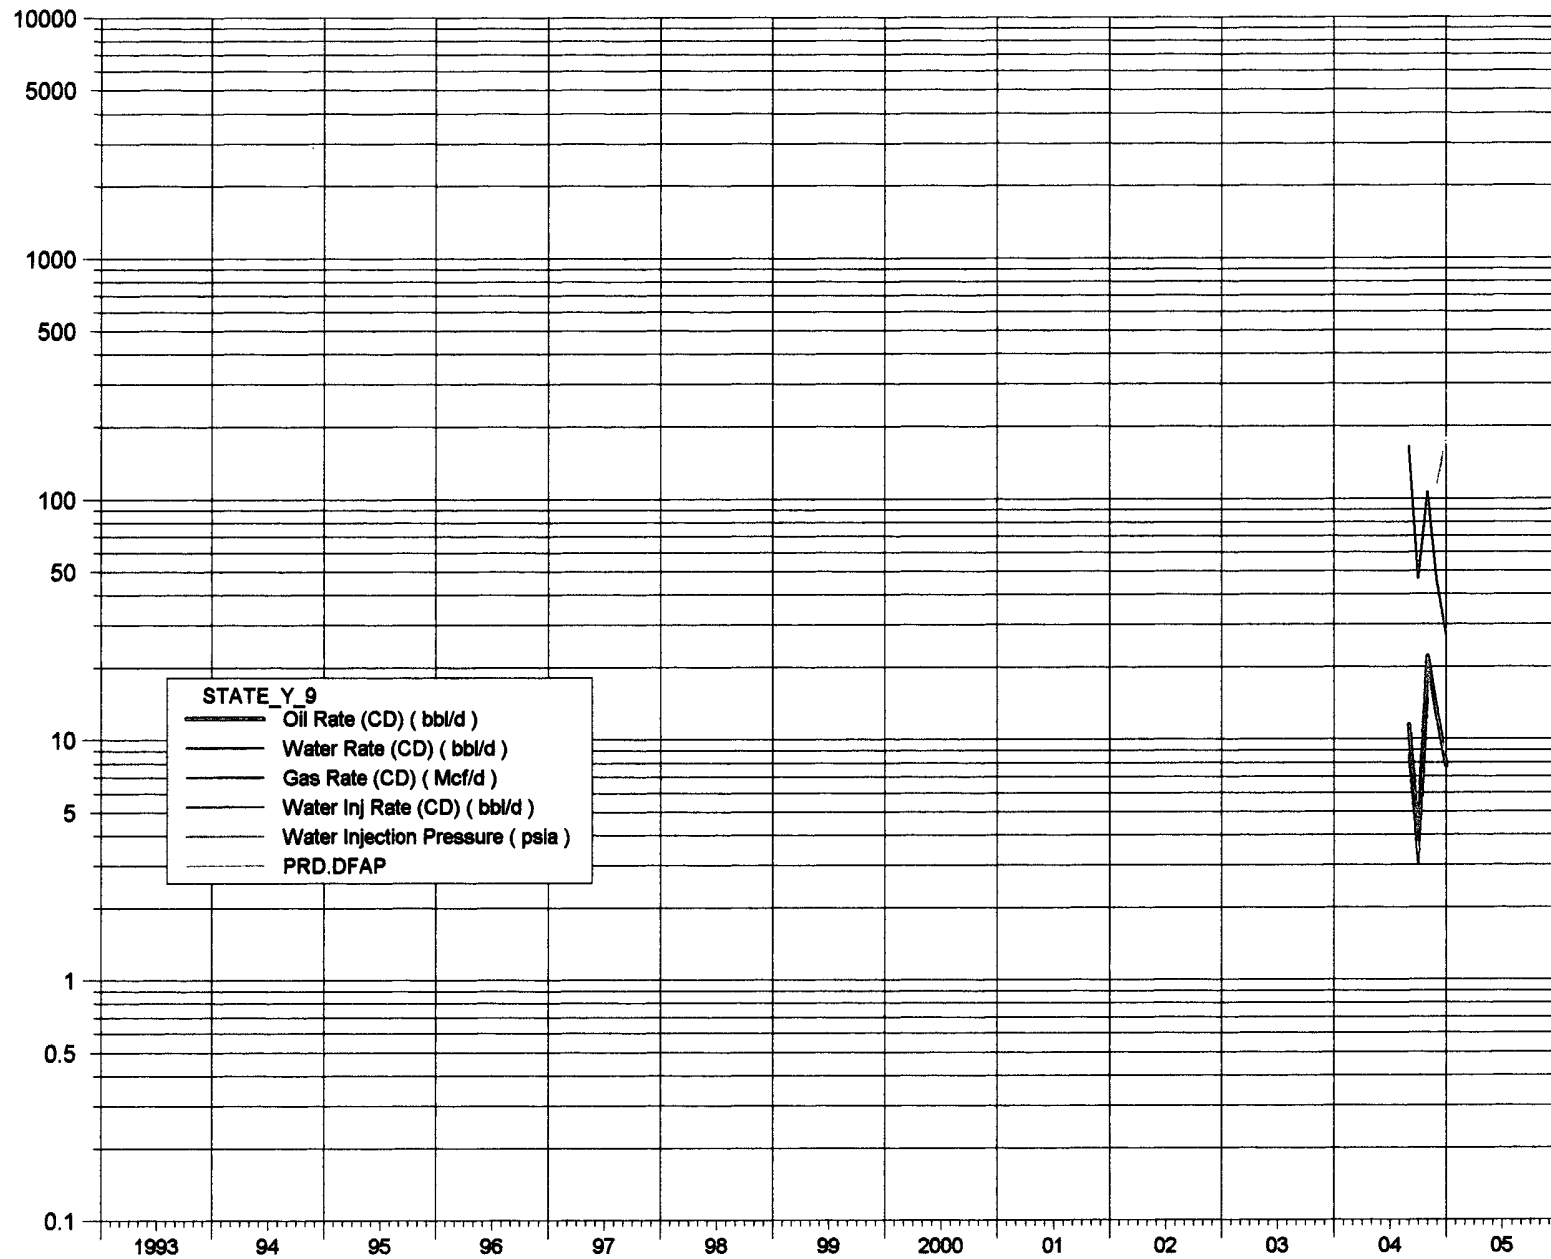 10000
5000
1000
500
100
50
10
5
1
0.5
0.1
STATE_Y_9
Oil Rate (CD) ( bbl/d )
Water Rate (CD) ( bbl/d )
Gas Rate (CD) ( Mcf/d )
Water Inj Rate (CD) ( bbl/d )
Water Injection Pressure ( psia )
PRD.DFAP
1993 94 95 96 97 98 99 2000 01 02 03 04 05